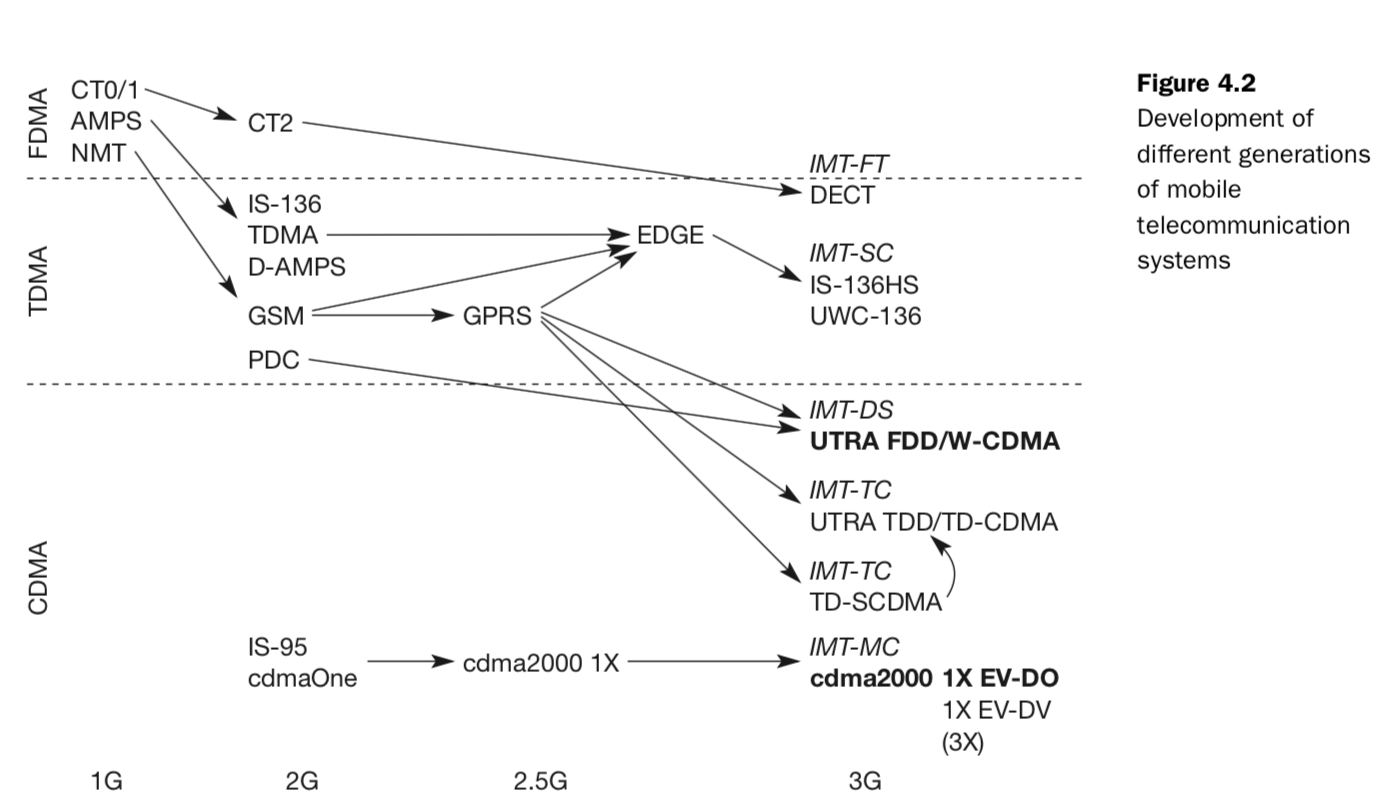 FDMA
CT0/1
AMPS
NMT
CT2
IMT-FT
DECT
TDMA
IS-136
TDMA
D-AMPS
GSM
PDC
GPRS
EDGE
IMT-SC
IS-136HS
UWC-136
CDMA
IMT-DS
UTRA FDD/W-CDMA
IMT-TC
UTRA TDD/TD-CDMA
IMT-TC
TD-SCDMA
IS-95
cdmaOne
cdma2000 1X
IMT-MC
cdma2000 1X EV-DO
1X EV-DV
(3X)
1G
2G
2.5G
3G
Figure 4.2
Development of
different generations
of mobile
telecommunication
systems